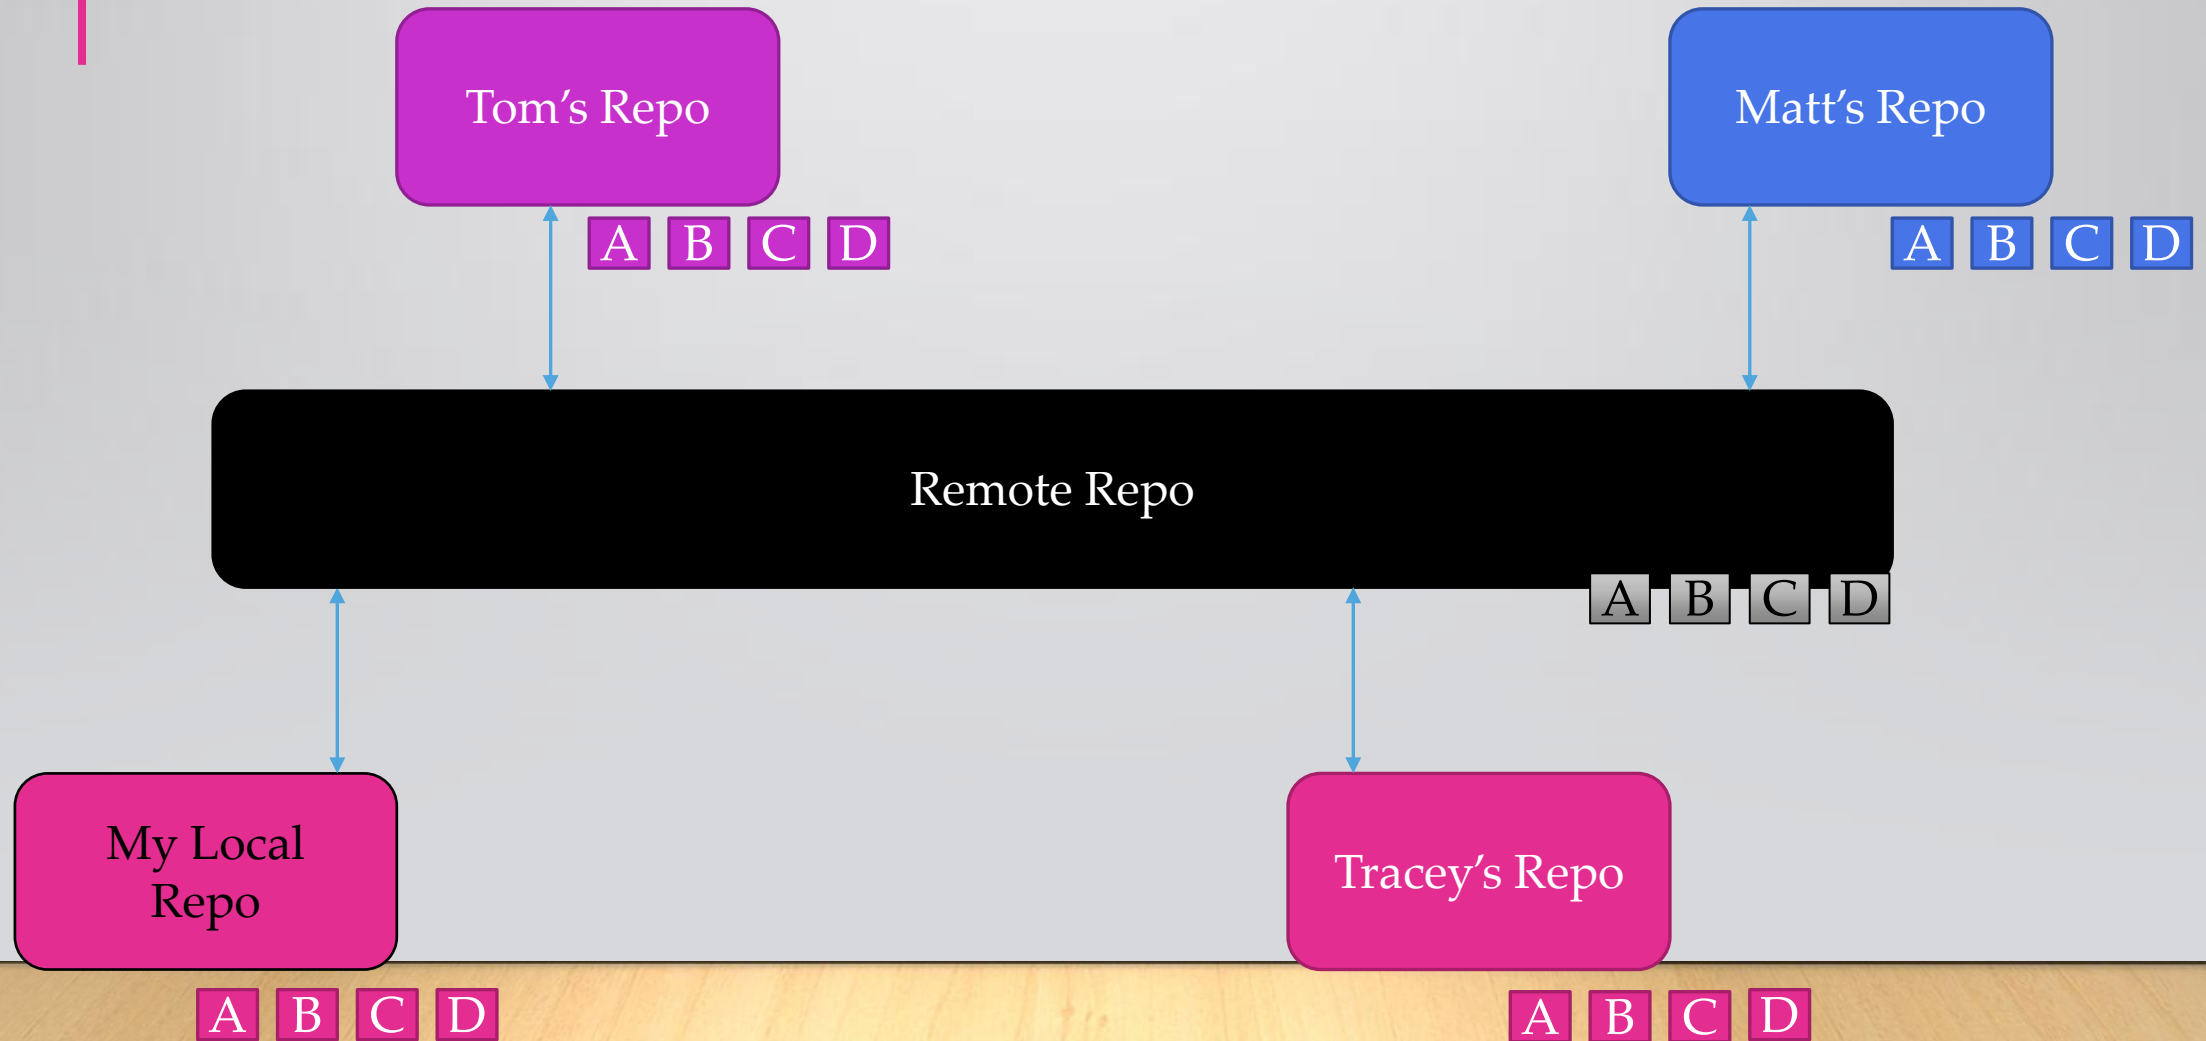 Tom’s Repo
Matt’s Repo
A B C D
A B C D
Remote Repo
A B C D
My Local
Repo
Tracey’s Repo
A B C D
A B C D